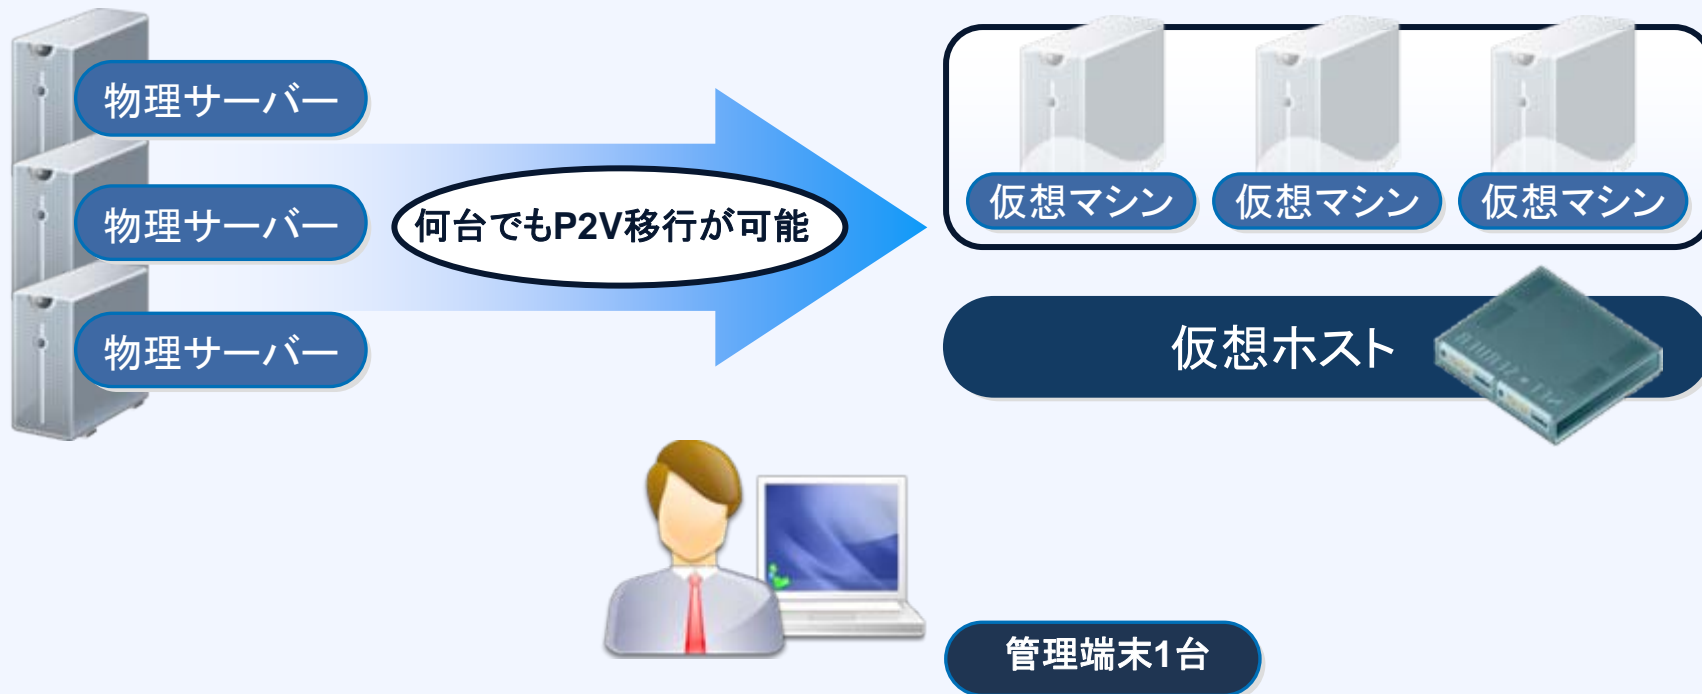 物理サーバー
物理サーバー
物理サーバー
何台でもP2V移行が可能
仮想マシン
仮想マシン
仮想マシン
仮想ホスト
管理端末1台